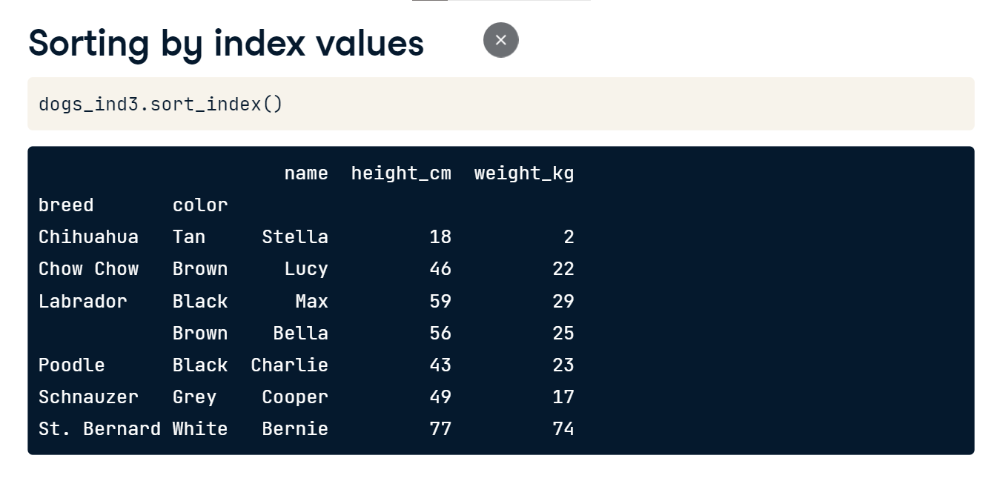 Sorting by index values
dogs_ind3.sort_index()
name height_cm weight_kg
breed color
Chihuahua Tan Stella 18 2
Chow Chow Brown Lucy 46 22
Labrador Black Max 59 29
Brown Bella 56 25
Poodle Black Charlie 43 23
Schnauzer Grey Cooper 49 17
St. Bernard White Bernie 77 74